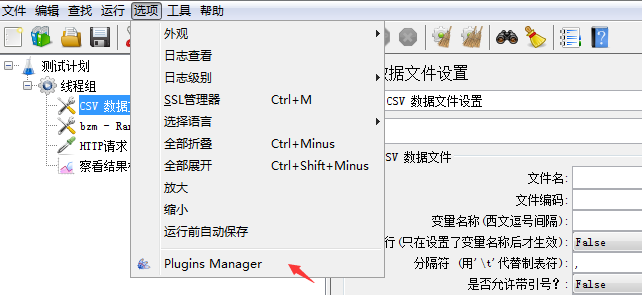 文件 编辑 查找 运行 选项 工具 帮助
外观
日志查看
日志级别
SSL管理器 Ctrl+M
选择语言
全部折叠 Ctrl+Minus
全部展开 Ctrl+Shift+Minus
放大
缩小
运行前自动保存
Plugins Manager
测试计划
线程组
CSV 数据
bzm - Ra
HTTP请求
察看结果
数据文件设置
CSV 数据文件设置
CSV 数据文件
文件名:
文件编码:
变量名称(西文逗号间隔):
行(只在设置了变量名称后才生效): False
分隔符 (用'\t'代替制表符): ,
是否允许带引号?: False